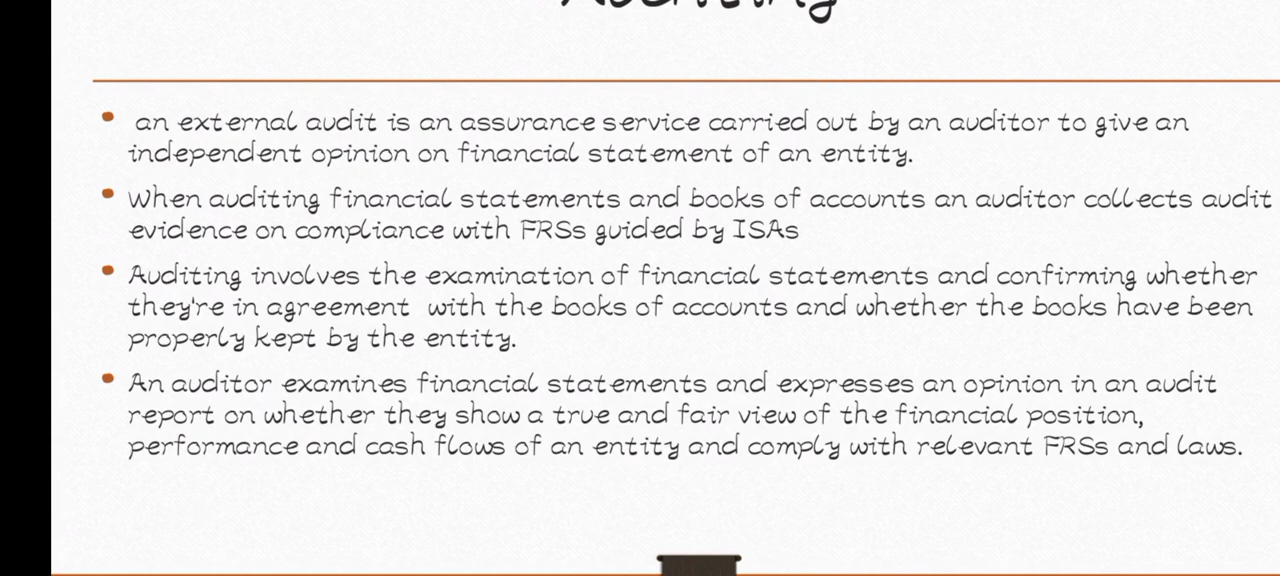 Auditing
• an external audit is an assurance service carried out by an auditor to give an
independent opinion on financial statement of an entity.
• When auditing financial statements and books of accounts an auditor collects audit
evidence on compliance with FRSs guided by ISAs
• Auditing involves the examination of financial statements and confirming whether
they're in agreement with the books of accounts and whether the books have been
properly kept by the entity.
• An auditor examines financial statements and expresses an opinion in an audit
report on whether they show a true and fair view of the financial position,
performance and cash flows of an entity and comply with relevant FRSs and laws.